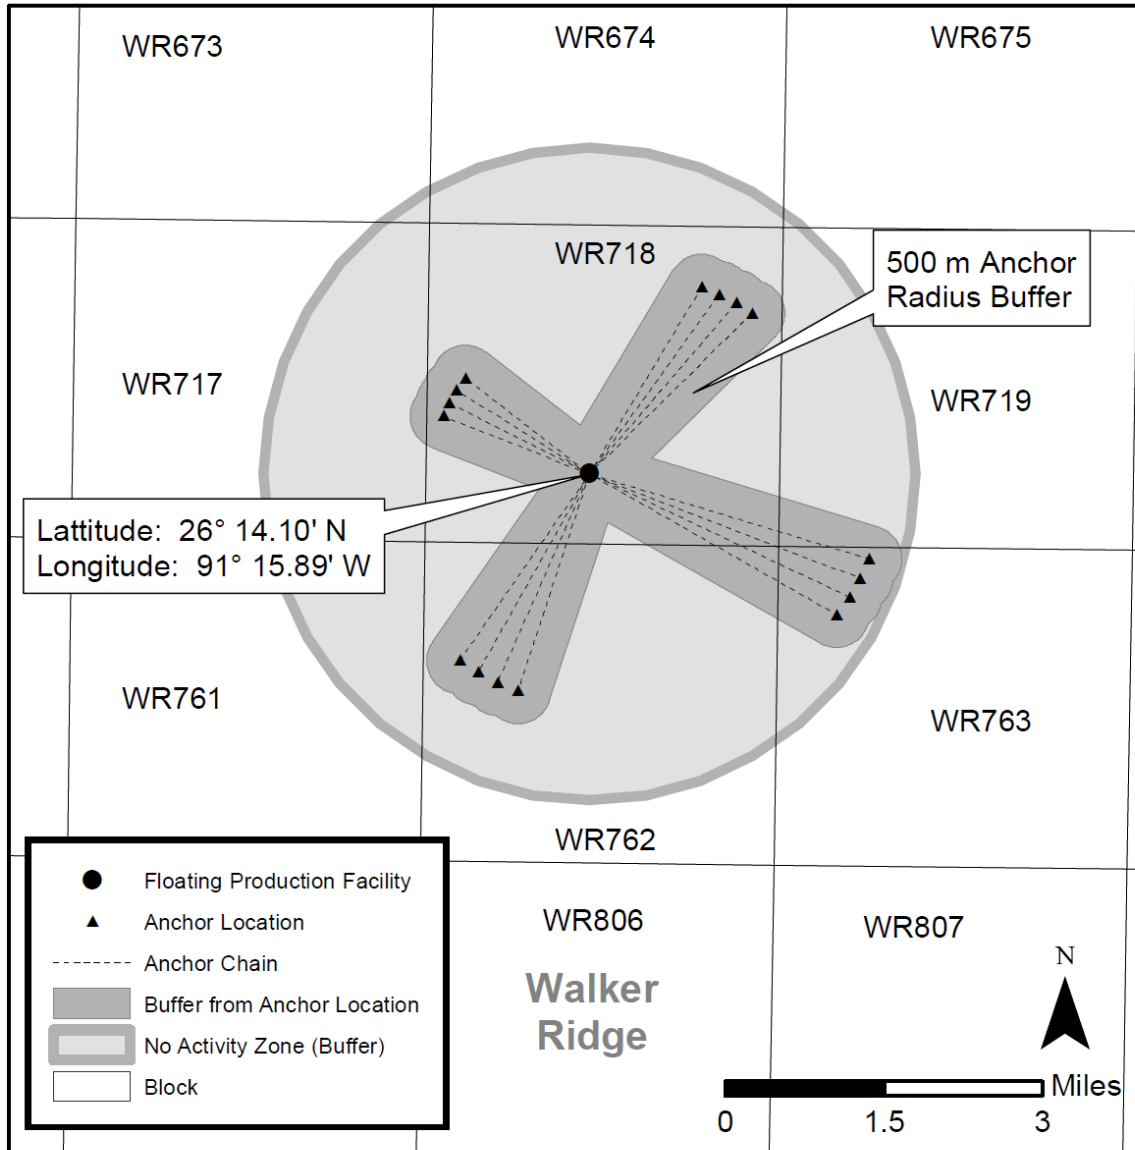 WR673
WR674
WR675
WR718
500 m Anchor
Radius Buffer
WR717
WR719
Lattitude:  26° 14.10' N
Longitude:  91° 15.89' W
WR761
WR763
WR762
WR806
WR807
Walker
Ridge
Floating Production Facility
Anchor Location
Anchor Chain
Buffer from Anchor Location
No Activity Zone (Buffer)
Block
N
Miles
0 1.5 3